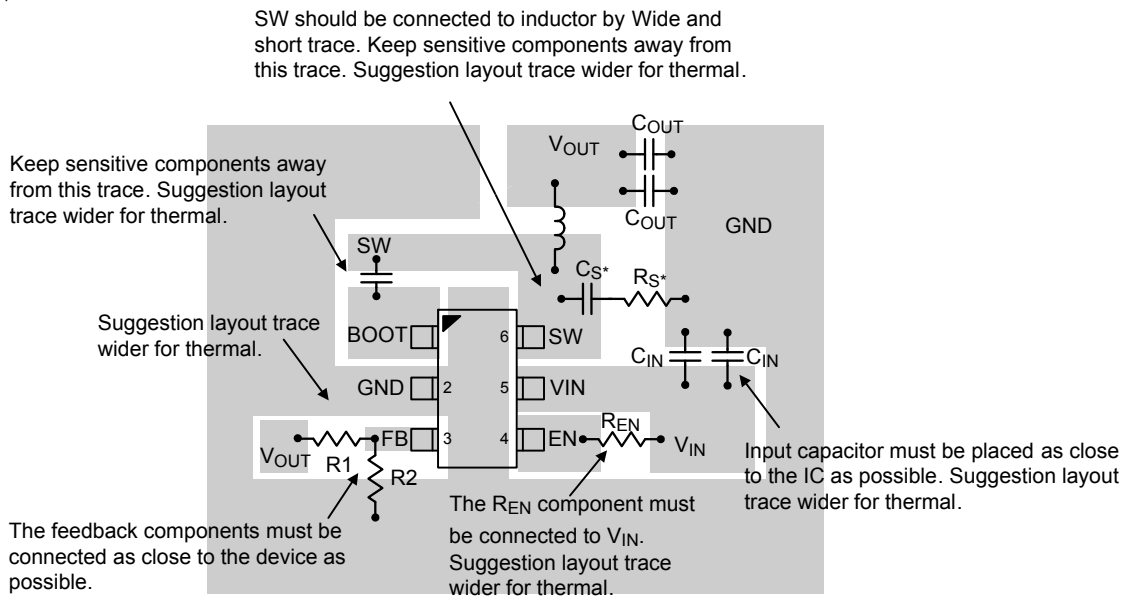 SW should be connected to inductor by Wide and
short trace. Keep sensitive components away from
this trace. Suggestion layout trace wider for thermal.
Keep sensitive components away
from this trace. Suggestion layout
trace wider for thermal.
VOUT
COUT
COUT
GND
SW
CS*
RS*
Suggestion layout trace
wider for thermal.
BOOT
6
SW
CIN
CIN
GND
2
5
VIN
FB
3
4
EN
REN
VIN
VOUT
R1
R2
Input capacitor must be placed as close
to the IC as possible. Suggestion layout
trace wider for thermal.
The feedback components must be
connected as close to the device as
possible.
The REN component must
be connected to VIN.
Suggestion layout trace
wider for thermal.